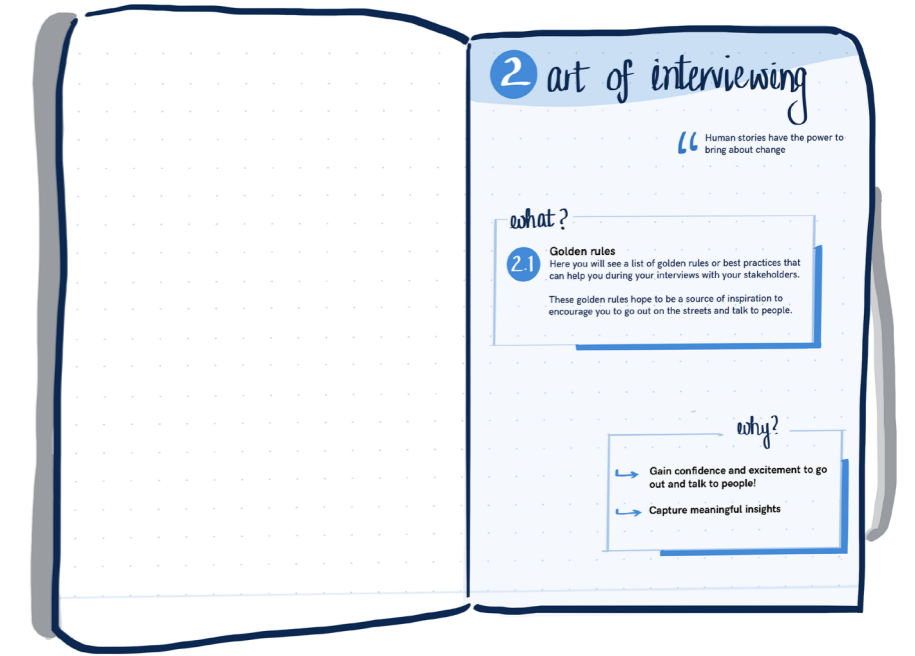 2 art of interviewing
“ Human stories have the power to
bring about change
what?
2.1 Golden rules
Here you will see a list of golden rules or best practices that
can help you during your interviews with your stakeholders.
These golden rules hope to be a source of inspiration to
encourage you to go out on the streets and talk to people.
why?
Gain confidence and excitement to go
out and talk to people!
Capture meaningful insights